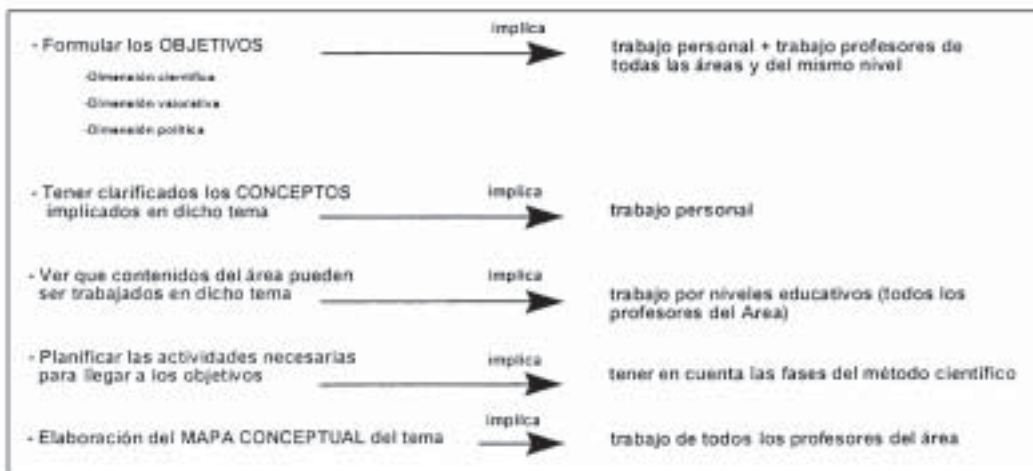 - Formular los OBJETIVOS
implica
trabajo personal + trabajo profesores de
todas las áreas y del mismo nivel
-Dimensión científica
-Dimensión valorativa
-Dimensión política
- Tener clarificados los CONCEPTOS
implicados en dicho tema
implica
trabajo personal
- Ver que contenidos del área pueden
ser trabajados en dicho tema
implica
trabajo por niveles educativos (todos los
profesores del Area)
- Planificar las actividades necesarias
para llegar a los objetivos
implica
tener en cuenta las fases del método científico
- Elaboración del MAPA CONCEPTUAL del tema
implica
trabajo de todos los profesores del área